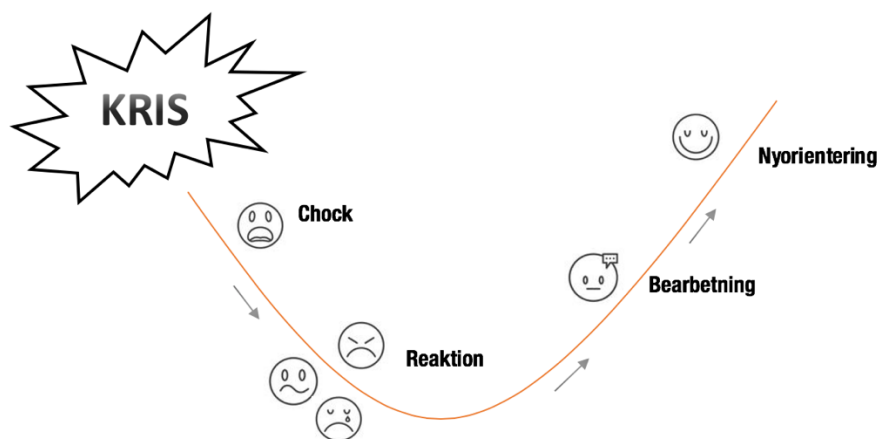 KRIS
Chock
Reaktion
Bearbetning
Nyorientering